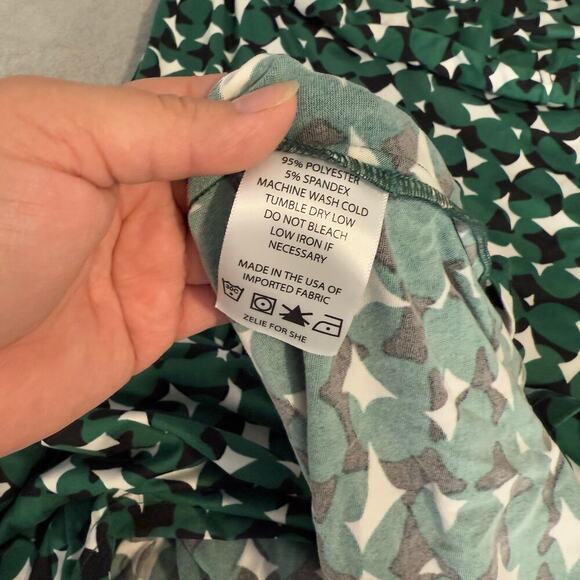 95% POLYESTER
5% SPANDEX
MACHINE WASH COLD
TUMBLE DRY LOW
DO NOT BLEACH
LOW IRON IF
NECESSARY
MADE IN THE USA OF
IMPORTED FABRIC
30C
ZELIE FOR SHE